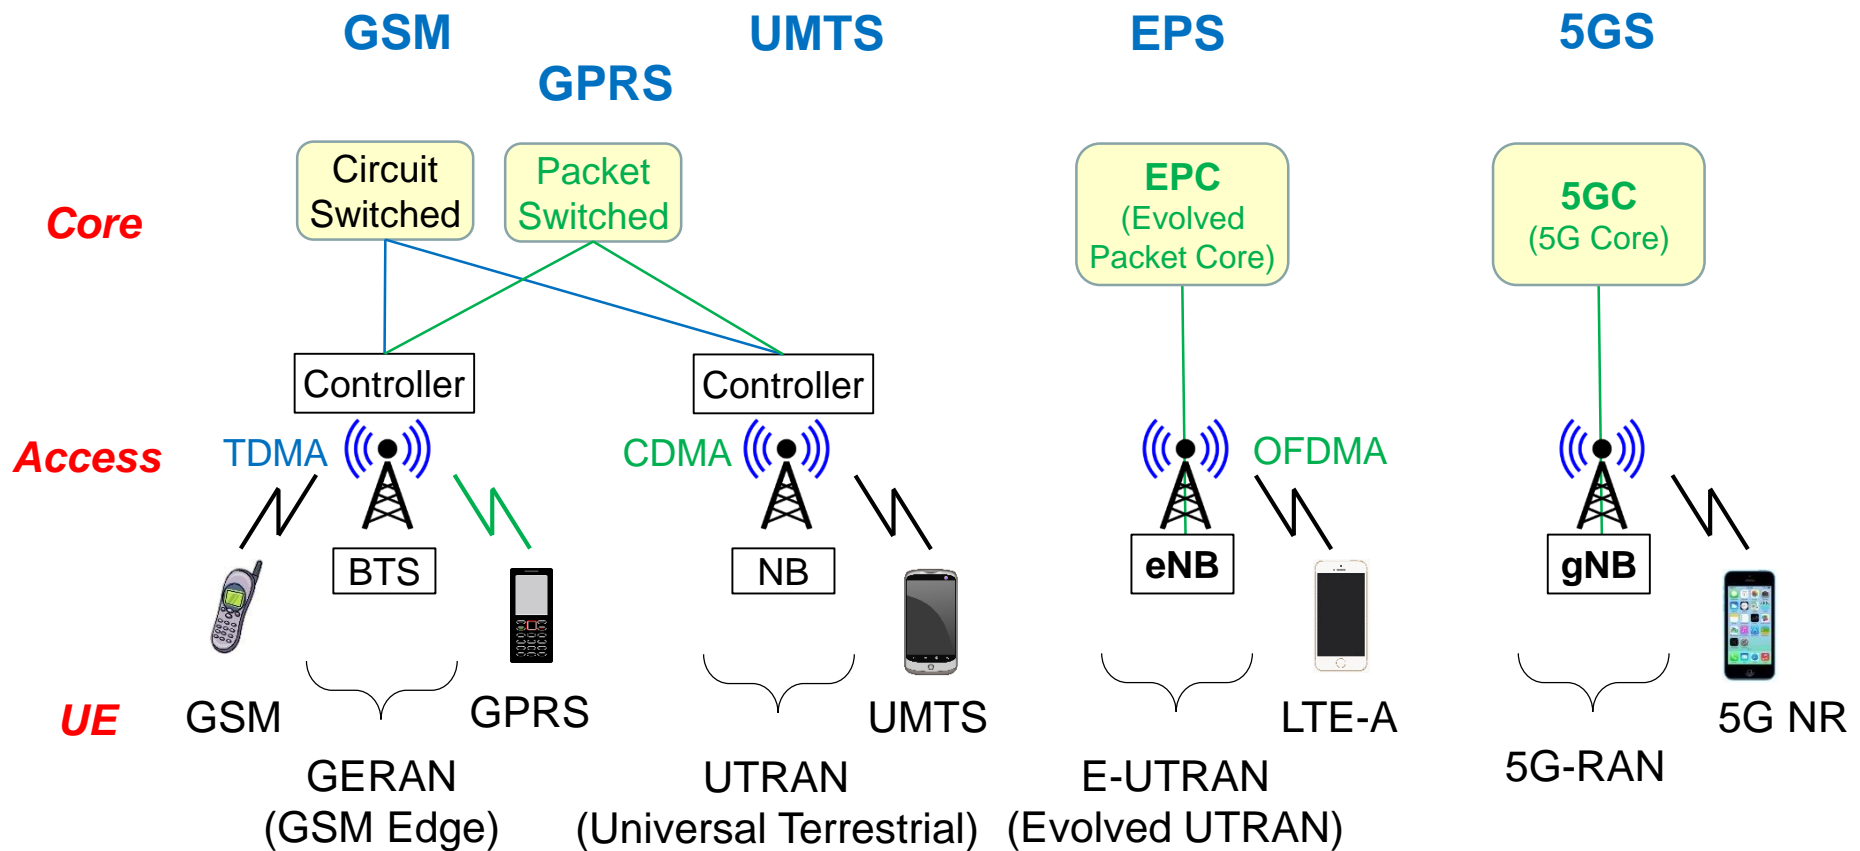 GSM
UMTS
EPS
5GS
GPRS
Circuit
Switched
Packet
Switched
EPC
(Evolved
Packet Core)
5GC
(5G Core)
Core
Controller
Controller
Access
TDMA
CDMA
OFDMA
BTS
NB
eNB
gNB
UE
GSM
GPRS
UMTS
LTE-A
5G NR
GERAN
(GSM Edge)
UTRAN
(Universal Terrestrial)
E-UTRAN
(Evolved UTRAN)
5G-RAN